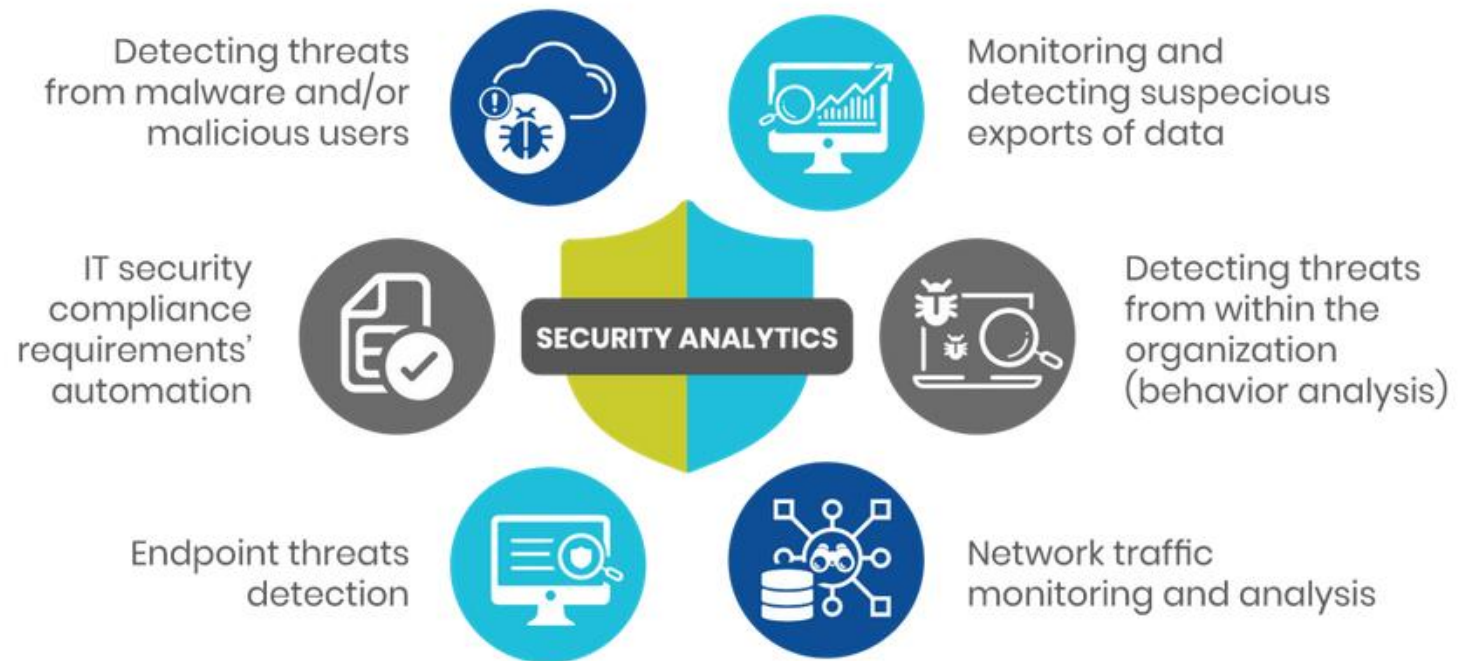 Detecting threats
from malware and/or
malicious users
Monitoring and
detecting suspecious
exports of data
IT security
compliance
requirements’
automation
SECURITY ANALYTICS
Detecting threats
from within the
organization
(behavior analysis)
Endpoint threats
detection
Network traffic
monitoring and analysis